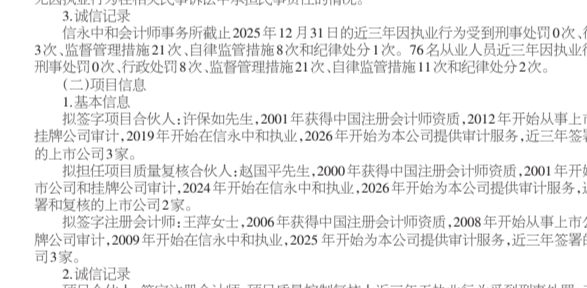 3.诚信记录
信永中和会计师事务所截止2025年12月31日的近三年因执业行为受到刑事处罚0次、
3次、监督管理措施21次、自律监管措施8次和纪律处分1次。76名从业人员近三年因执业
刑事处罚0次、行政处罚8次、监督管理措施21次、自律监管措施11次和纪律处分2次。
(二)项目信息
1.基本信息
拟签字项目合伙人:许保如先生,2001年获得中国注册会计师资质,2012年开始从事上
挂牌公司审计,2019年开始在信永中和执业,2026年开始为本公司提供审计服务,近三年签
的上市公司3家。
拟担任项目质量复核合伙人:赵国平先生,2000年获得中国注册会计师资质,2001年开
市公司和挂牌公司审计,2024年开始在信永中和执业,2026年开始为本公司提供审计服务,
署和复核的上市公司2家。
拟签字注册会计师:王萍女士,2006年获得中国注册会计师资质,2008年开始从事上市
牌公司审计,2009年开始在信永中和执业,2025年开始为本公司提供审计服务,近三年签署的
司3家。
2.诚信记录